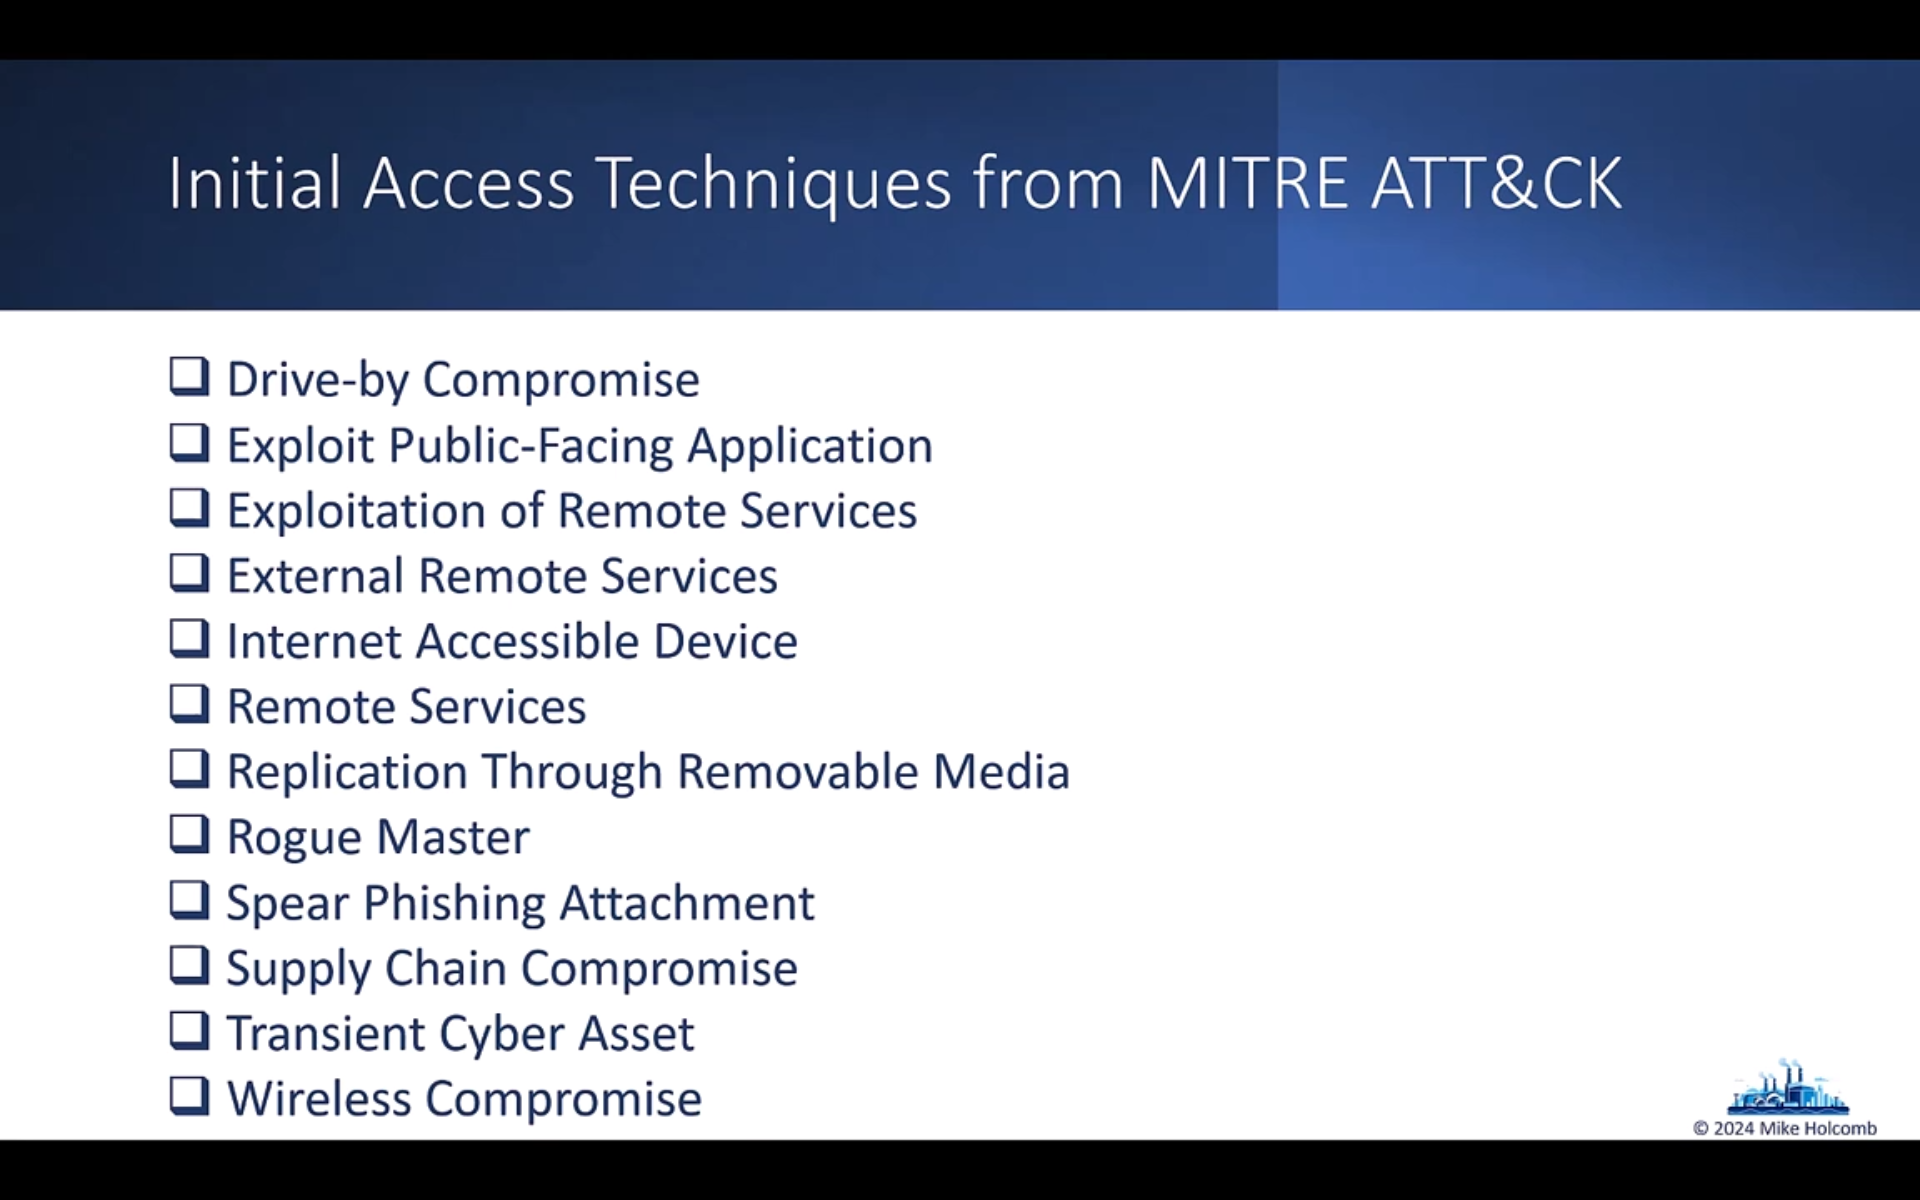 Initial Access Techniques from MITRE ATT&CK
Drive-by Compromise
Exploit Public-Facing Application
Exploitation of Remote Services
External Remote Services
Internet Accessible Device
Remote Services
Replication Through Removable Media
Rogue Master
Spear Phishing Attachment
Supply Chain Compromise
Transient Cyber Asset
Wireless Compromise
© 2024 Mike Holcomb